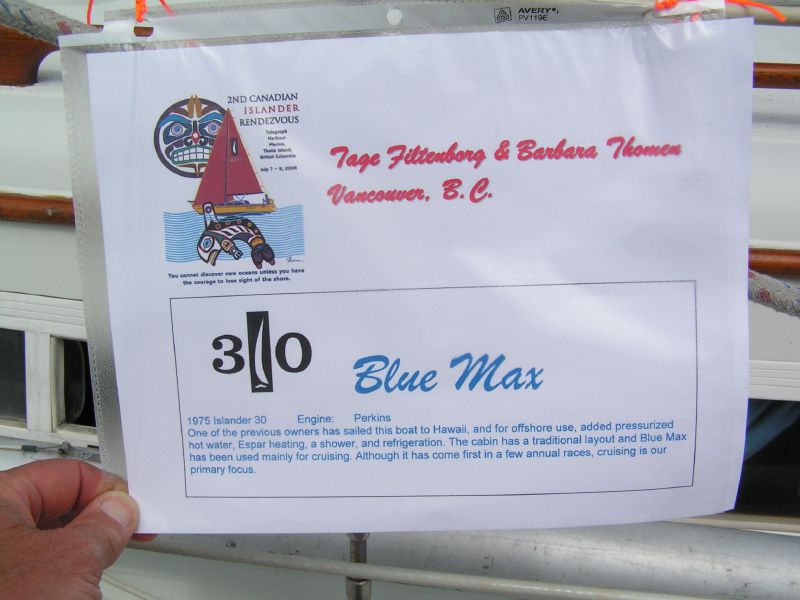 AVERY®,
PV119E
2ND CANADIAN
ISLANDER
RENDEZVOUS
Telegraph
Harbour
Marina,
Thetis Island,
British Columbia
July 7 – 9, 2006
You cannot discover new oceans unless you have
the courage to lose sight of the shore.
Tage Filtenborg & Barbara Thomen
Vancouver, B.C.
30
Blue Max
1975 Islander 30 Engine: Perkins
One of the previous owners has sailed this boat to Hawaii, and for offshore use, added pressurized
hot water, Espar heating, a shower, and refrigeration. The cabin has a traditional layout and Blue Max
has been used mainly for cruising. Although it has come first in a few annual races, cruising is our
primary focus.